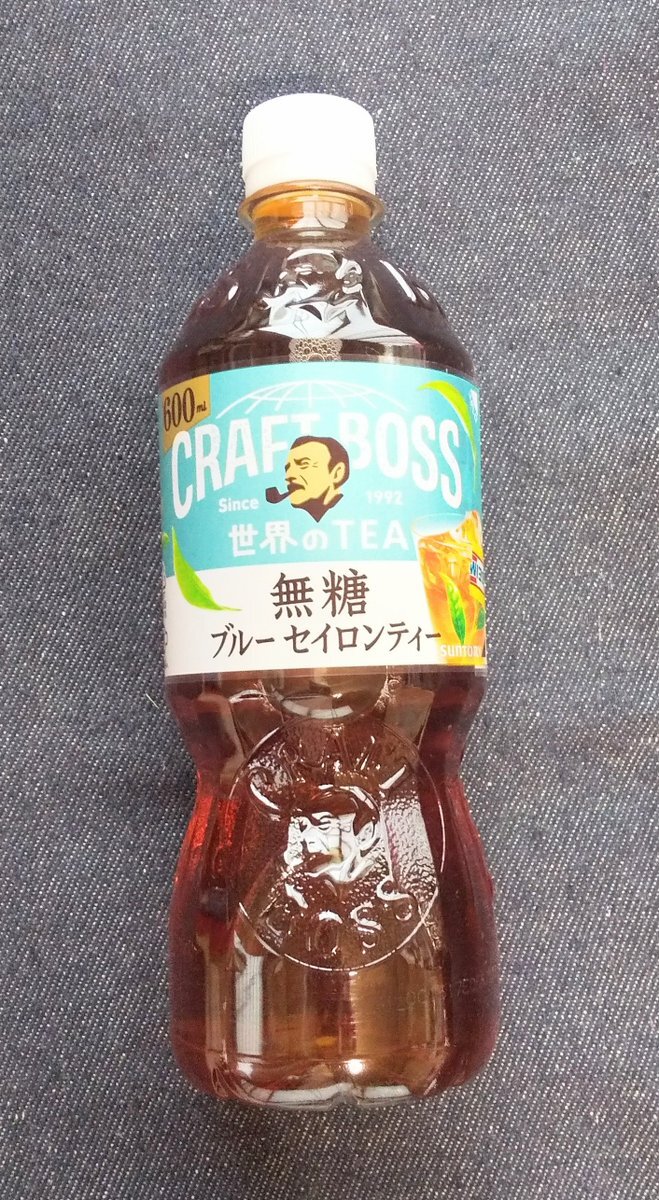 600ml
CRAFT BOSS
Since 1992
世界のTEA
無糖
ブルー セイロンティー
SUNTORY